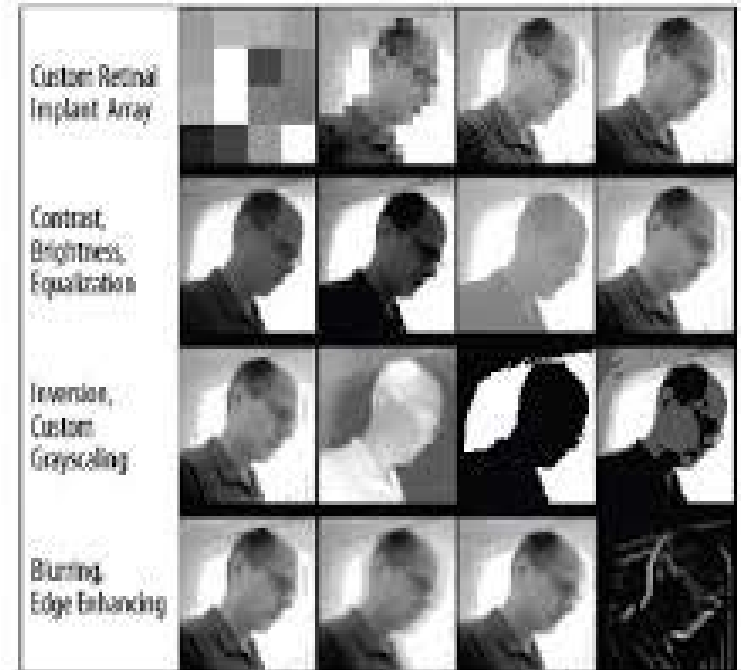 Custom Retinal
Implant Array
Contrast,
Brightness,
Equalization
Inversion,
Custom
Grayscaling
Blurring,
Edge Enhancing